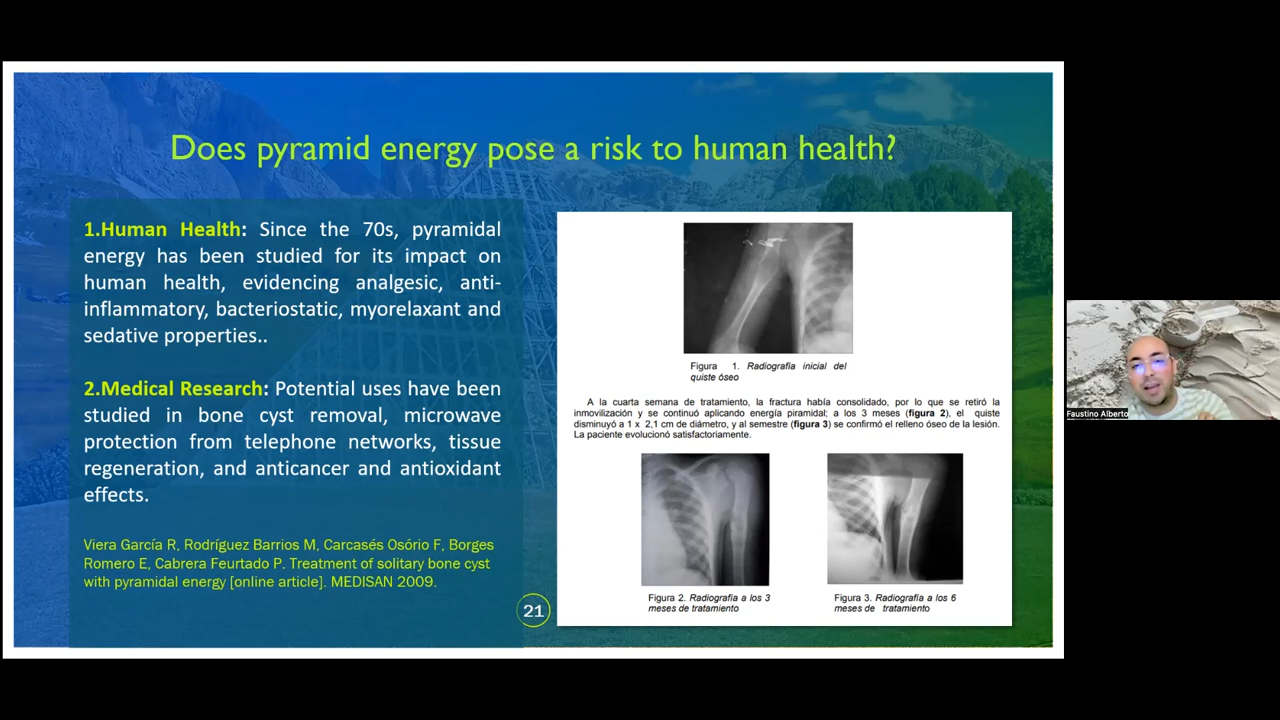 Does pyramid energy pose a risk to human health?
1.Human Health: Since the 70s, pyramidal
energy has been studied for its impact on
human health, evidencing analgesic, anti-
inflammatory, bacteriostatic, myorelaxant and
sedative properties..
2.Medical Research: Potential uses have been
studied in bone cyst removal, microwave
protection from telephone networks, tissue
regeneration, and anticancer and antioxidant
effects.
Viera García R, Rodríguez Barrios M, Carcasés Osório F, Borges
Romero E, Cabrera Feurtado P. Treatment of solitary bone cyst
with pyramidal energy [online article]. MEDISAN 2009.
21
Figura 1. Radiografía inicial del
quiste óseo
A la cuarta semana de tratamiento, la fractura había consolidado, por lo que se retiró la
inmovilización y se continuó aplicando energía piramidal; a los 3 meses (figura 2), el quiste
disminuyó a 1 x 2,1 cm de diámetro, y al semestre (figura 3) se confirmó el relleno óseo de la lesión.
La paciente evolucionó satisfactoriamente.
Figura 2. Radiografía a los 3
meses de tratamiento
Figura 3. Radiografía a los 6
meses de tratamiento
Faustino Alberto